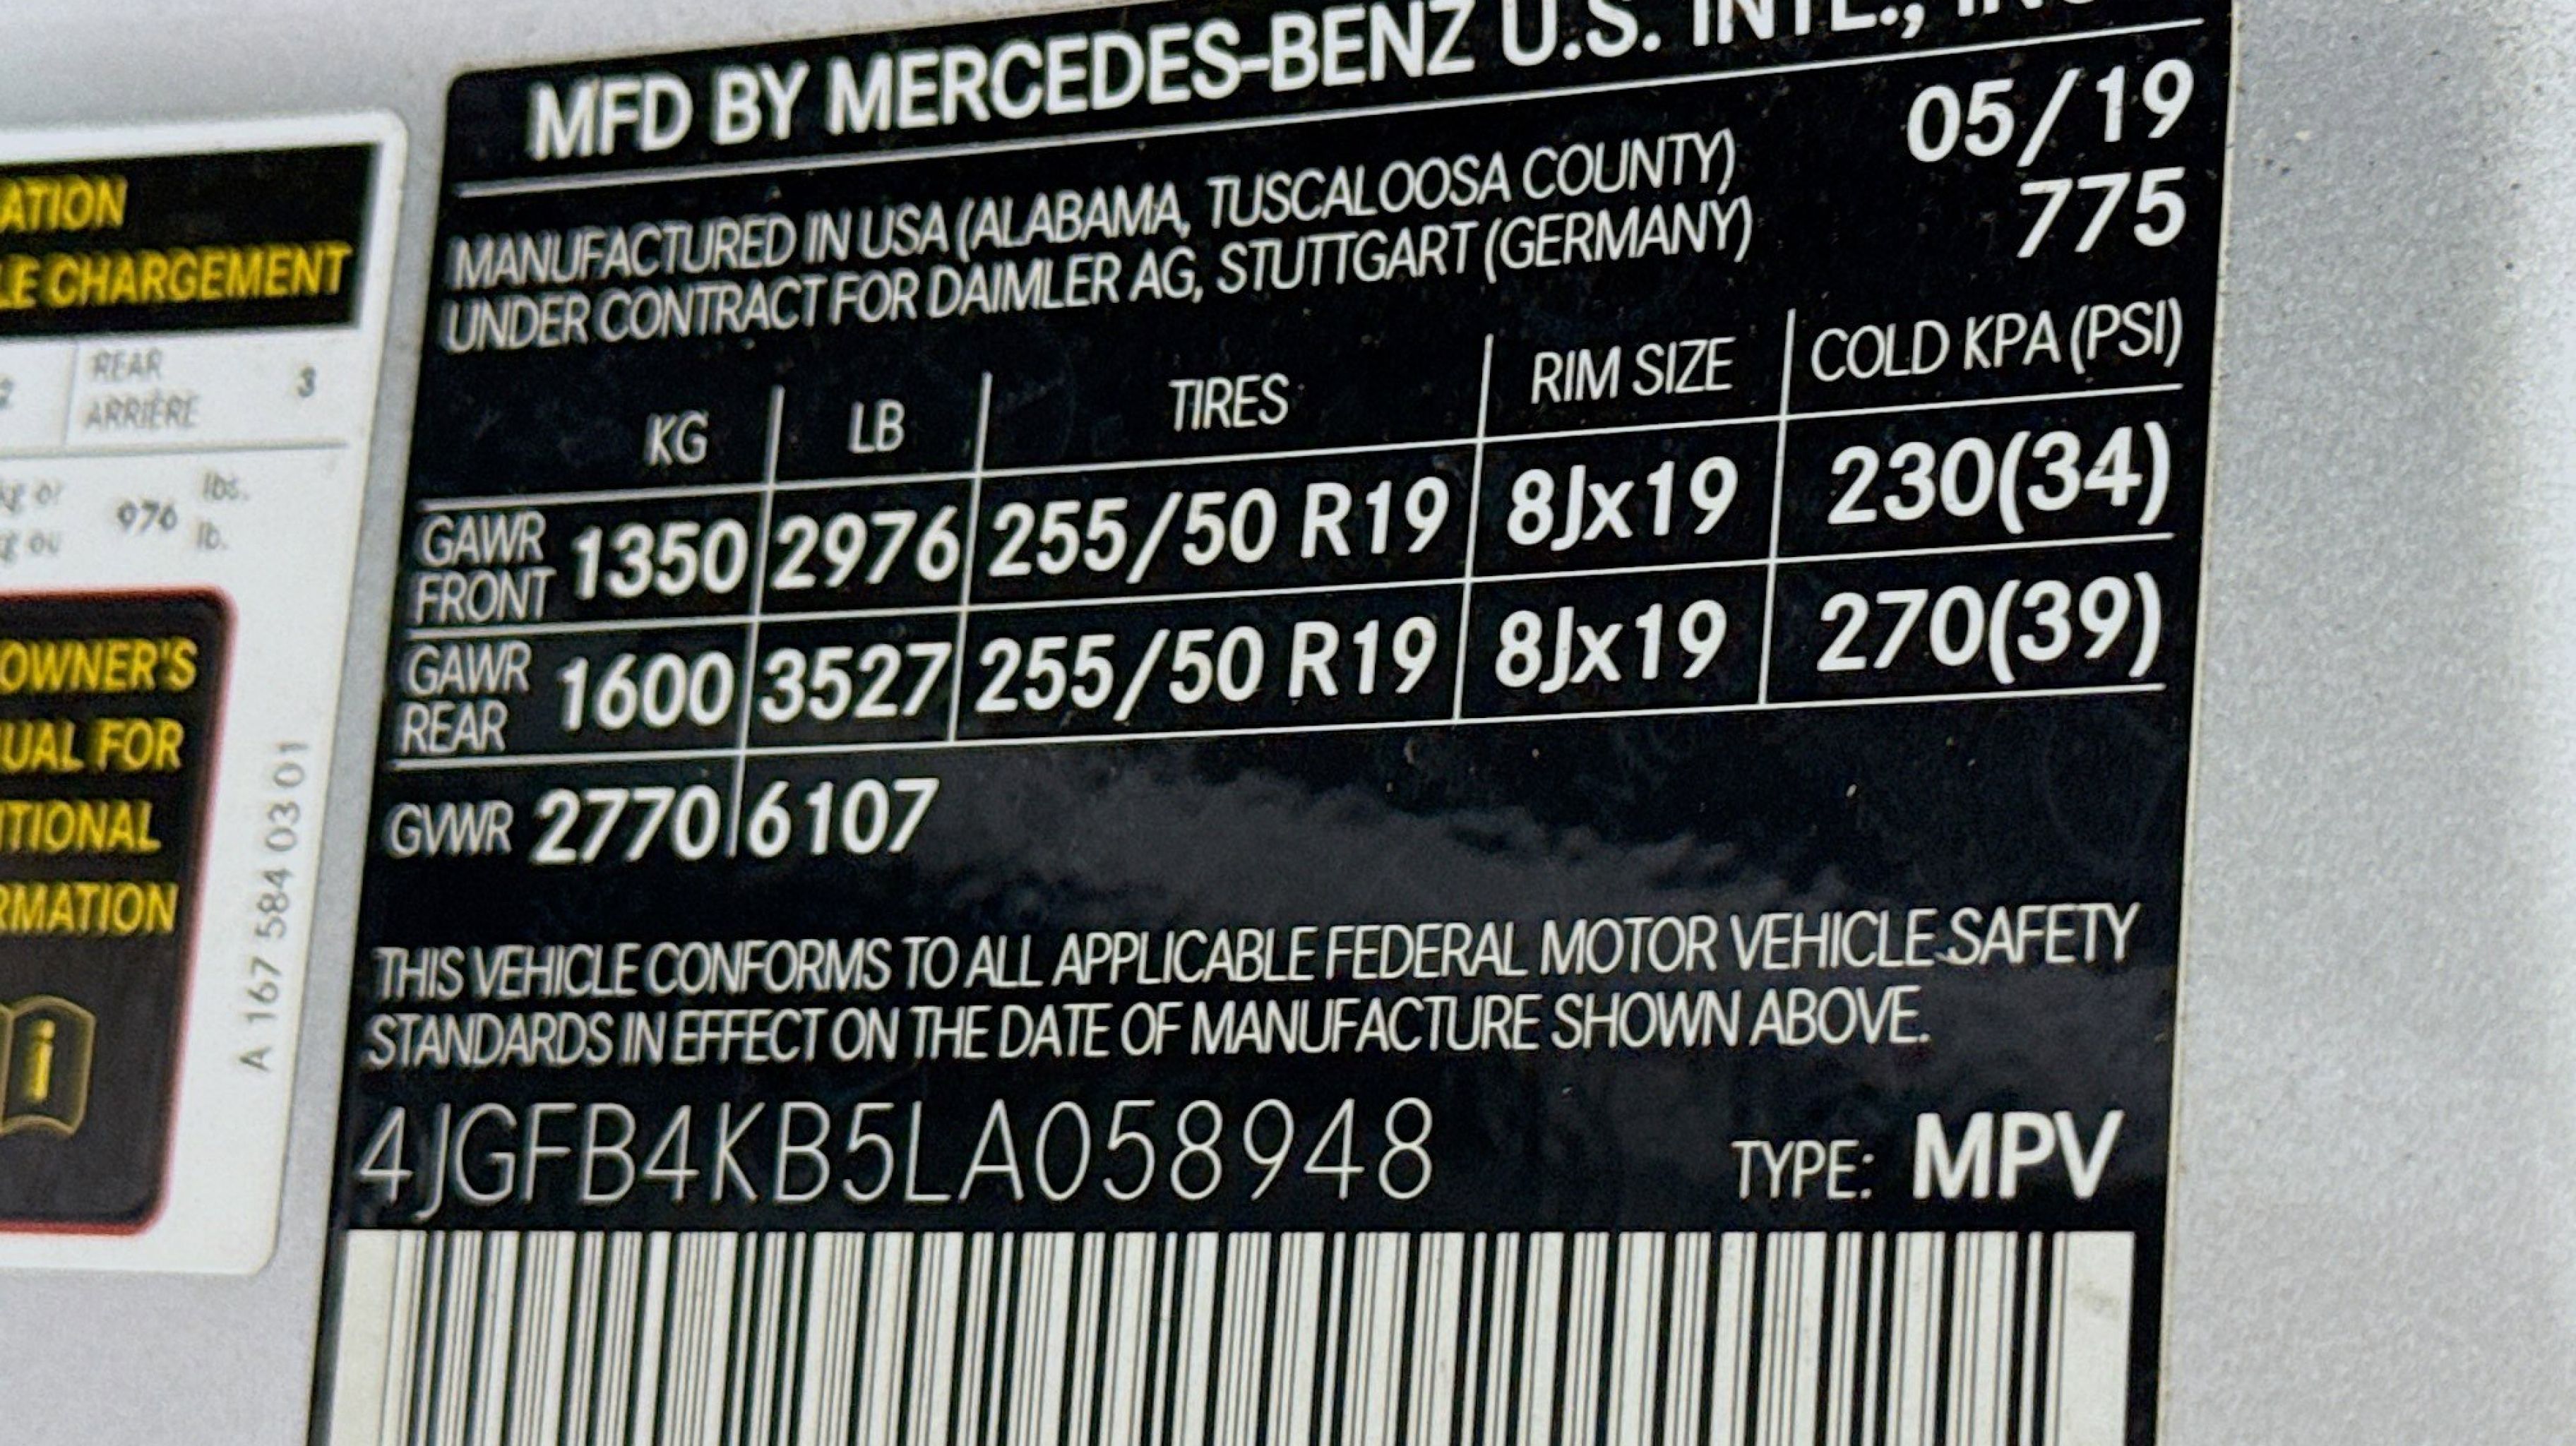 ATION
LE CHARGEMENT
REAR
ARRIÈRE
3
kg or 976 lbs.
kg ou lb.
OWNER'S
UAL FOR
ITIONAL
RMATION
A 167 584 03 01
MFD BY MERCEDES-BENZ U.S. INTL., INC
05/19
MANUFACTURED IN USA (ALABAMA, TUSCALOOSA COUNTY)
775
UNDER CONTRACT FOR DAIMLER AG, STUTTGART (GERMANY)
KG LB TIRES RIM SIZE COLD KPA (PSI)
GAWR FRONT 1350 2976 255/50 R19 8Jx19 230(34)
GAWR REAR 1600 3527 255/50 R19 8Jx19 270(39)
GVWR 2770 6107
THIS VEHICLE CONFORMS TO ALL APPLICABLE FEDERAL MOTOR VEHICLE SAFETY
STANDARDS IN EFFECT ON THE DATE OF MANUFACTURE SHOWN ABOVE.
4JGFB4KB5LA058948 TYPE: MPV